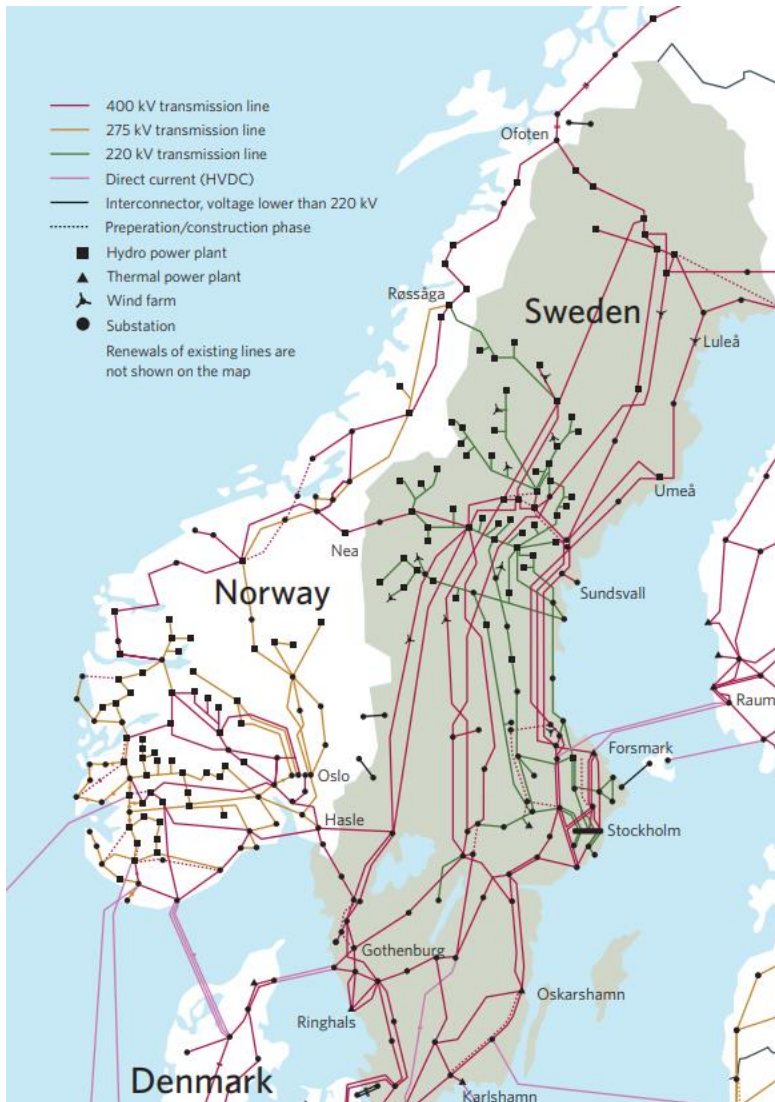 400 kV transmission line
275 kV transmission line
220 kV transmission line
Direct current (HVDC)
Interconnector, voltage lower than 220 kV
Preperation/construction phase
Hydro power plant
Thermal power plant
Wind farm
Substation
Renewals of existing lines are
not shown on the map
Ofoten
Røssåga
Sweden
Luleå
Umeå
Nea
Norway
Sundsvall
Raum
Forsmark
Oslo
Hasle
Stockholm
Gothenburg
Oskarshamn
Ringhals
Denmark
Karlshamn